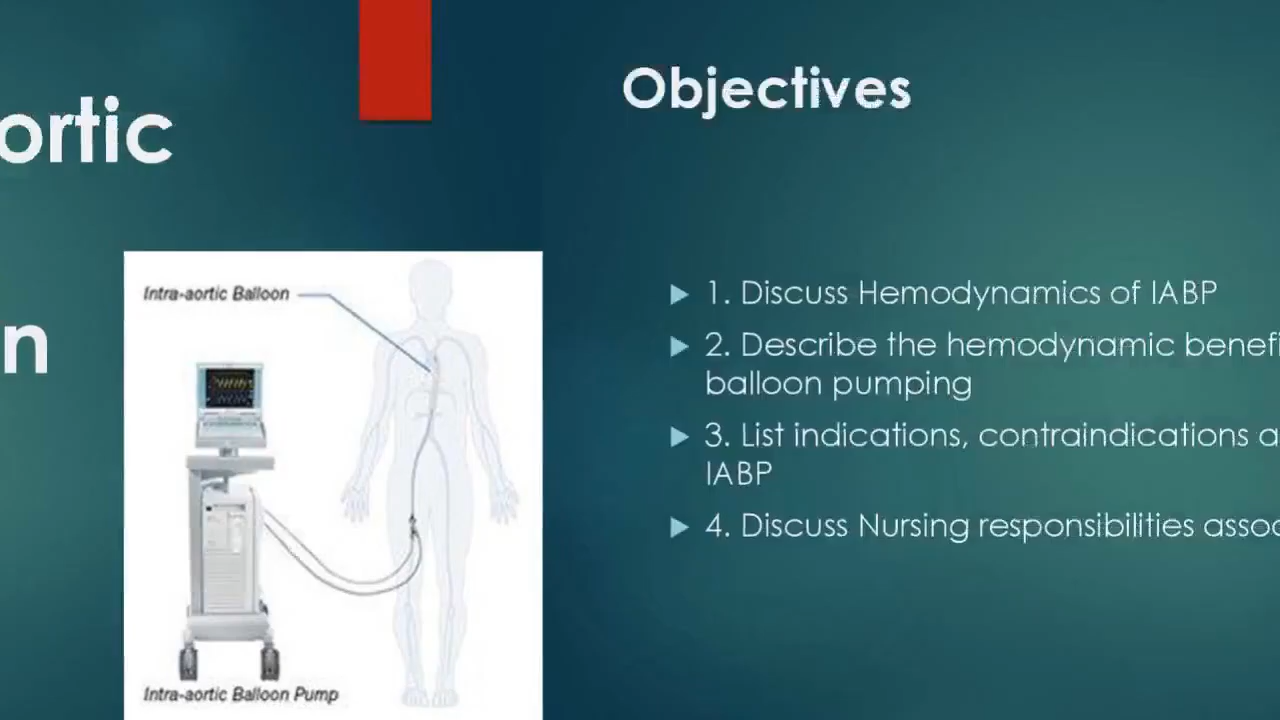 ortic
n
Intra-aortic Balloon
Intra-aortic Balloon Pump
Objectives
1. Discuss Hemodynamics of IABP
2. Describe the hemodynamic benefi
balloon pumping
3. List indications, contraindications a
IABP
4. Discuss Nursing responsibilities assoc